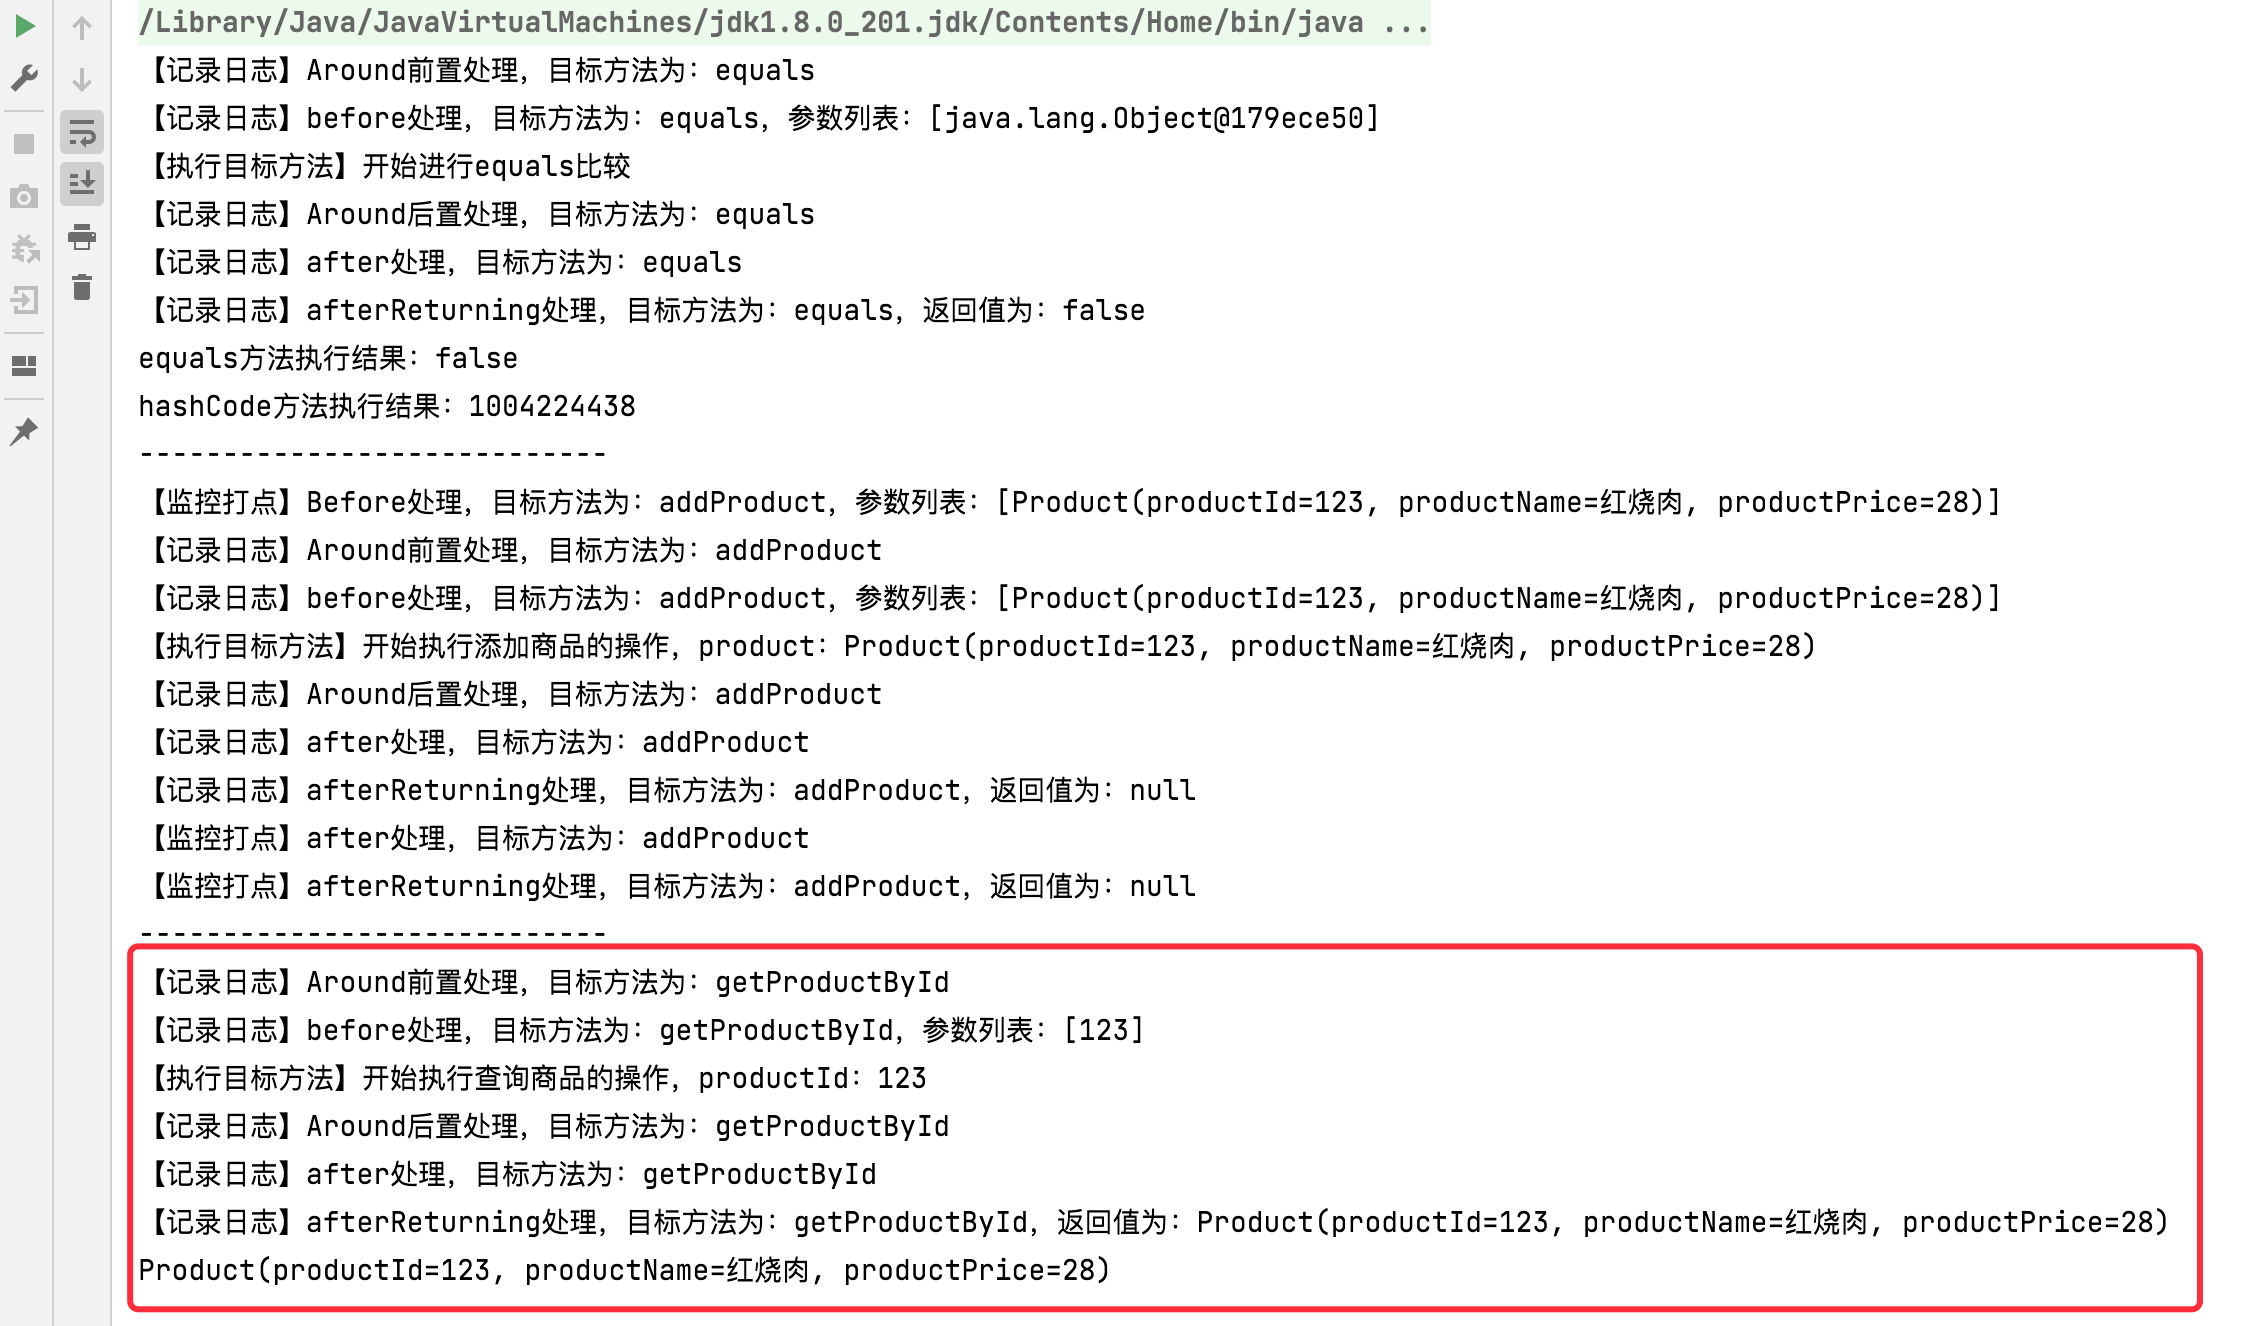 /Library/Java/JavaVirtualMachines/jdk1.8.0_201.jdk/Contents/Home/bin/java ...
【记录日志】Around前置处理，目标方法为：equals
【记录日志】before处理，目标方法为：equals，参数列表：[java.lang.Object@179ece50]
【执行目标方法】开始进行equals比较
【记录日志】Around后置处理，目标方法为：equals
【记录日志】after处理，目标方法为：equals
【记录日志】afterReturning处理，目标方法为：equals，返回值为：false
equals方法执行结果：false
hashCode方法执行结果：1004224438
----------------------------
【监控打点】Before处理，目标方法为：addProduct，参数列表：[Product(productId=123, productName=红烧肉, productPrice=28)]
【记录日志】Around前置处理，目标方法为：addProduct
【记录日志】before处理，目标方法为：addProduct，参数列表：[Product(productId=123, productName=红烧肉, productPrice=28)]
【执行目标方法】开始执行添加商品的操作，product：Product(productId=123, productName=红烧肉, productPrice=28)
【记录日志】Around后置处理，目标方法为：addProduct
【记录日志】after处理，目标方法为：addProduct
【记录日志】afterReturning处理，目标方法为：addProduct，返回值为：null
【监控打点】after处理，目标方法为：addProduct
【监控打点】afterReturning处理，目标方法为：addProduct，返回值为：null
----------------------------
【记录日志】Around前置处理，目标方法为：getProductById
【记录日志】before处理，目标方法为：getProductById，参数列表：[123]
【执行目标方法】开始执行查询商品的操作，productId：123
【记录日志】Around后置处理，目标方法为：getProductById
【记录日志】after处理，目标方法为：getProductById
【记录日志】afterReturning处理，目标方法为：getProductById，返回值为：Product(productId=123, productName=红烧肉, productPrice=28)
Product(productId=123, productName=红烧肉, productPrice=28)